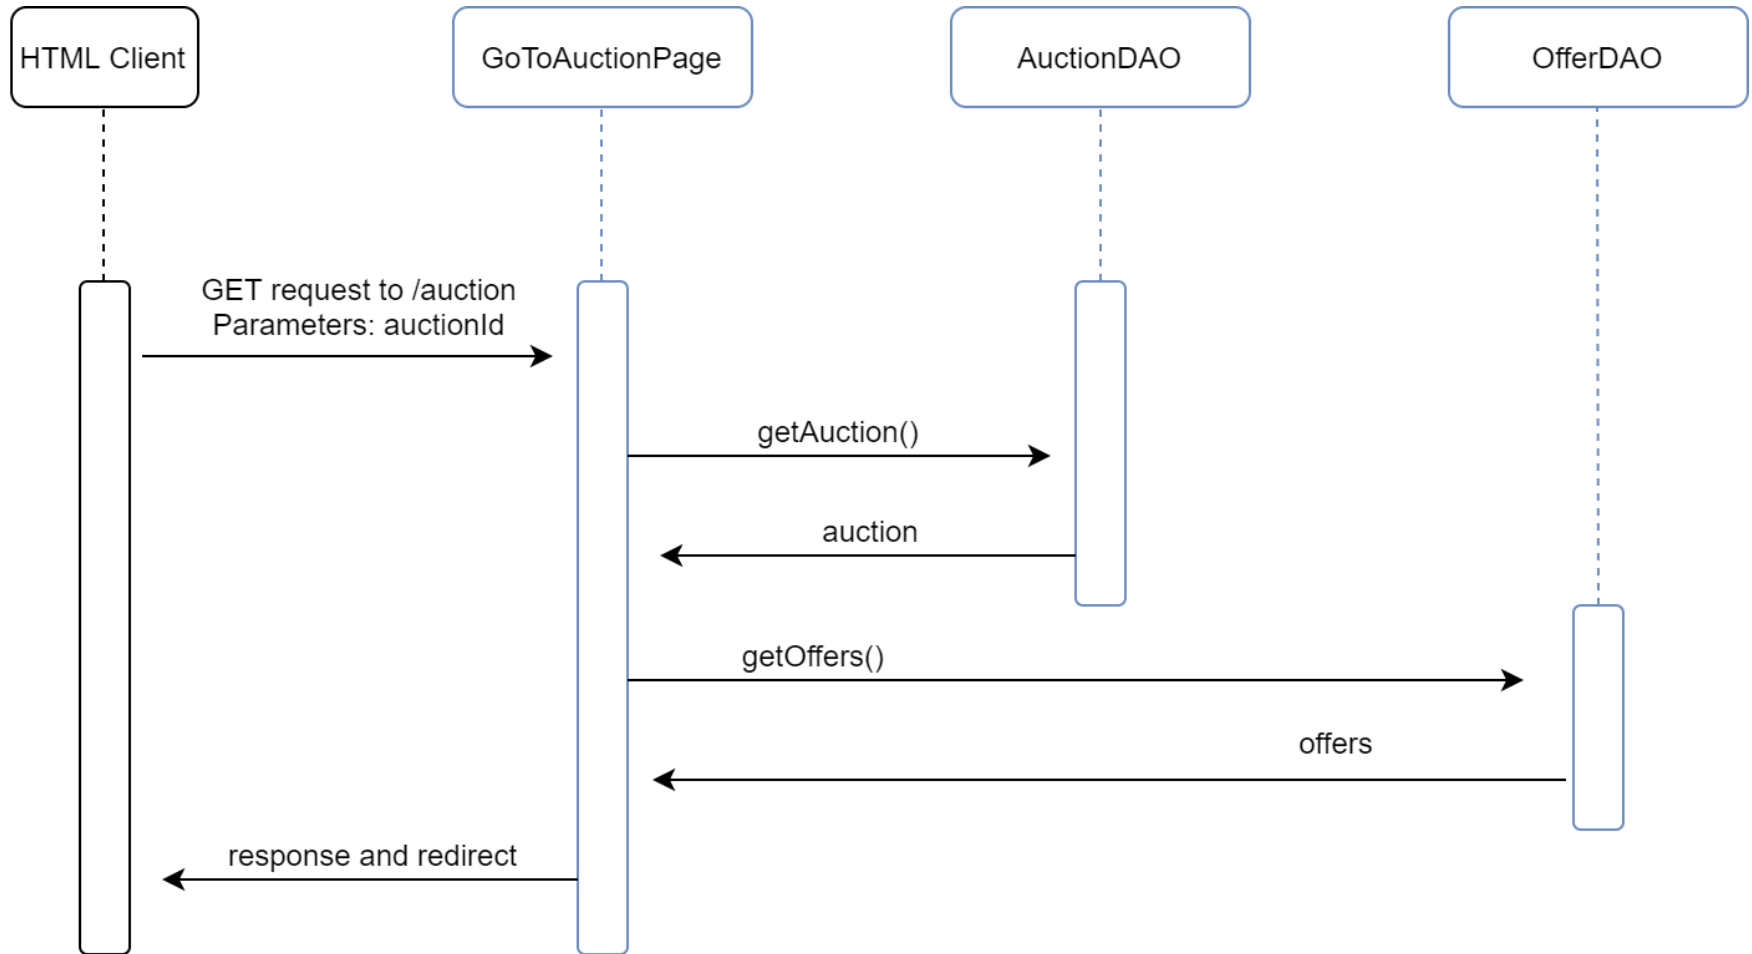 HTML Client
GoToAuctionPage
AuctionDAO
OfferDAO
GET request to /auction
Parameters: auctionId
getAuction()
auction
getOffers()
offers
response and redirect